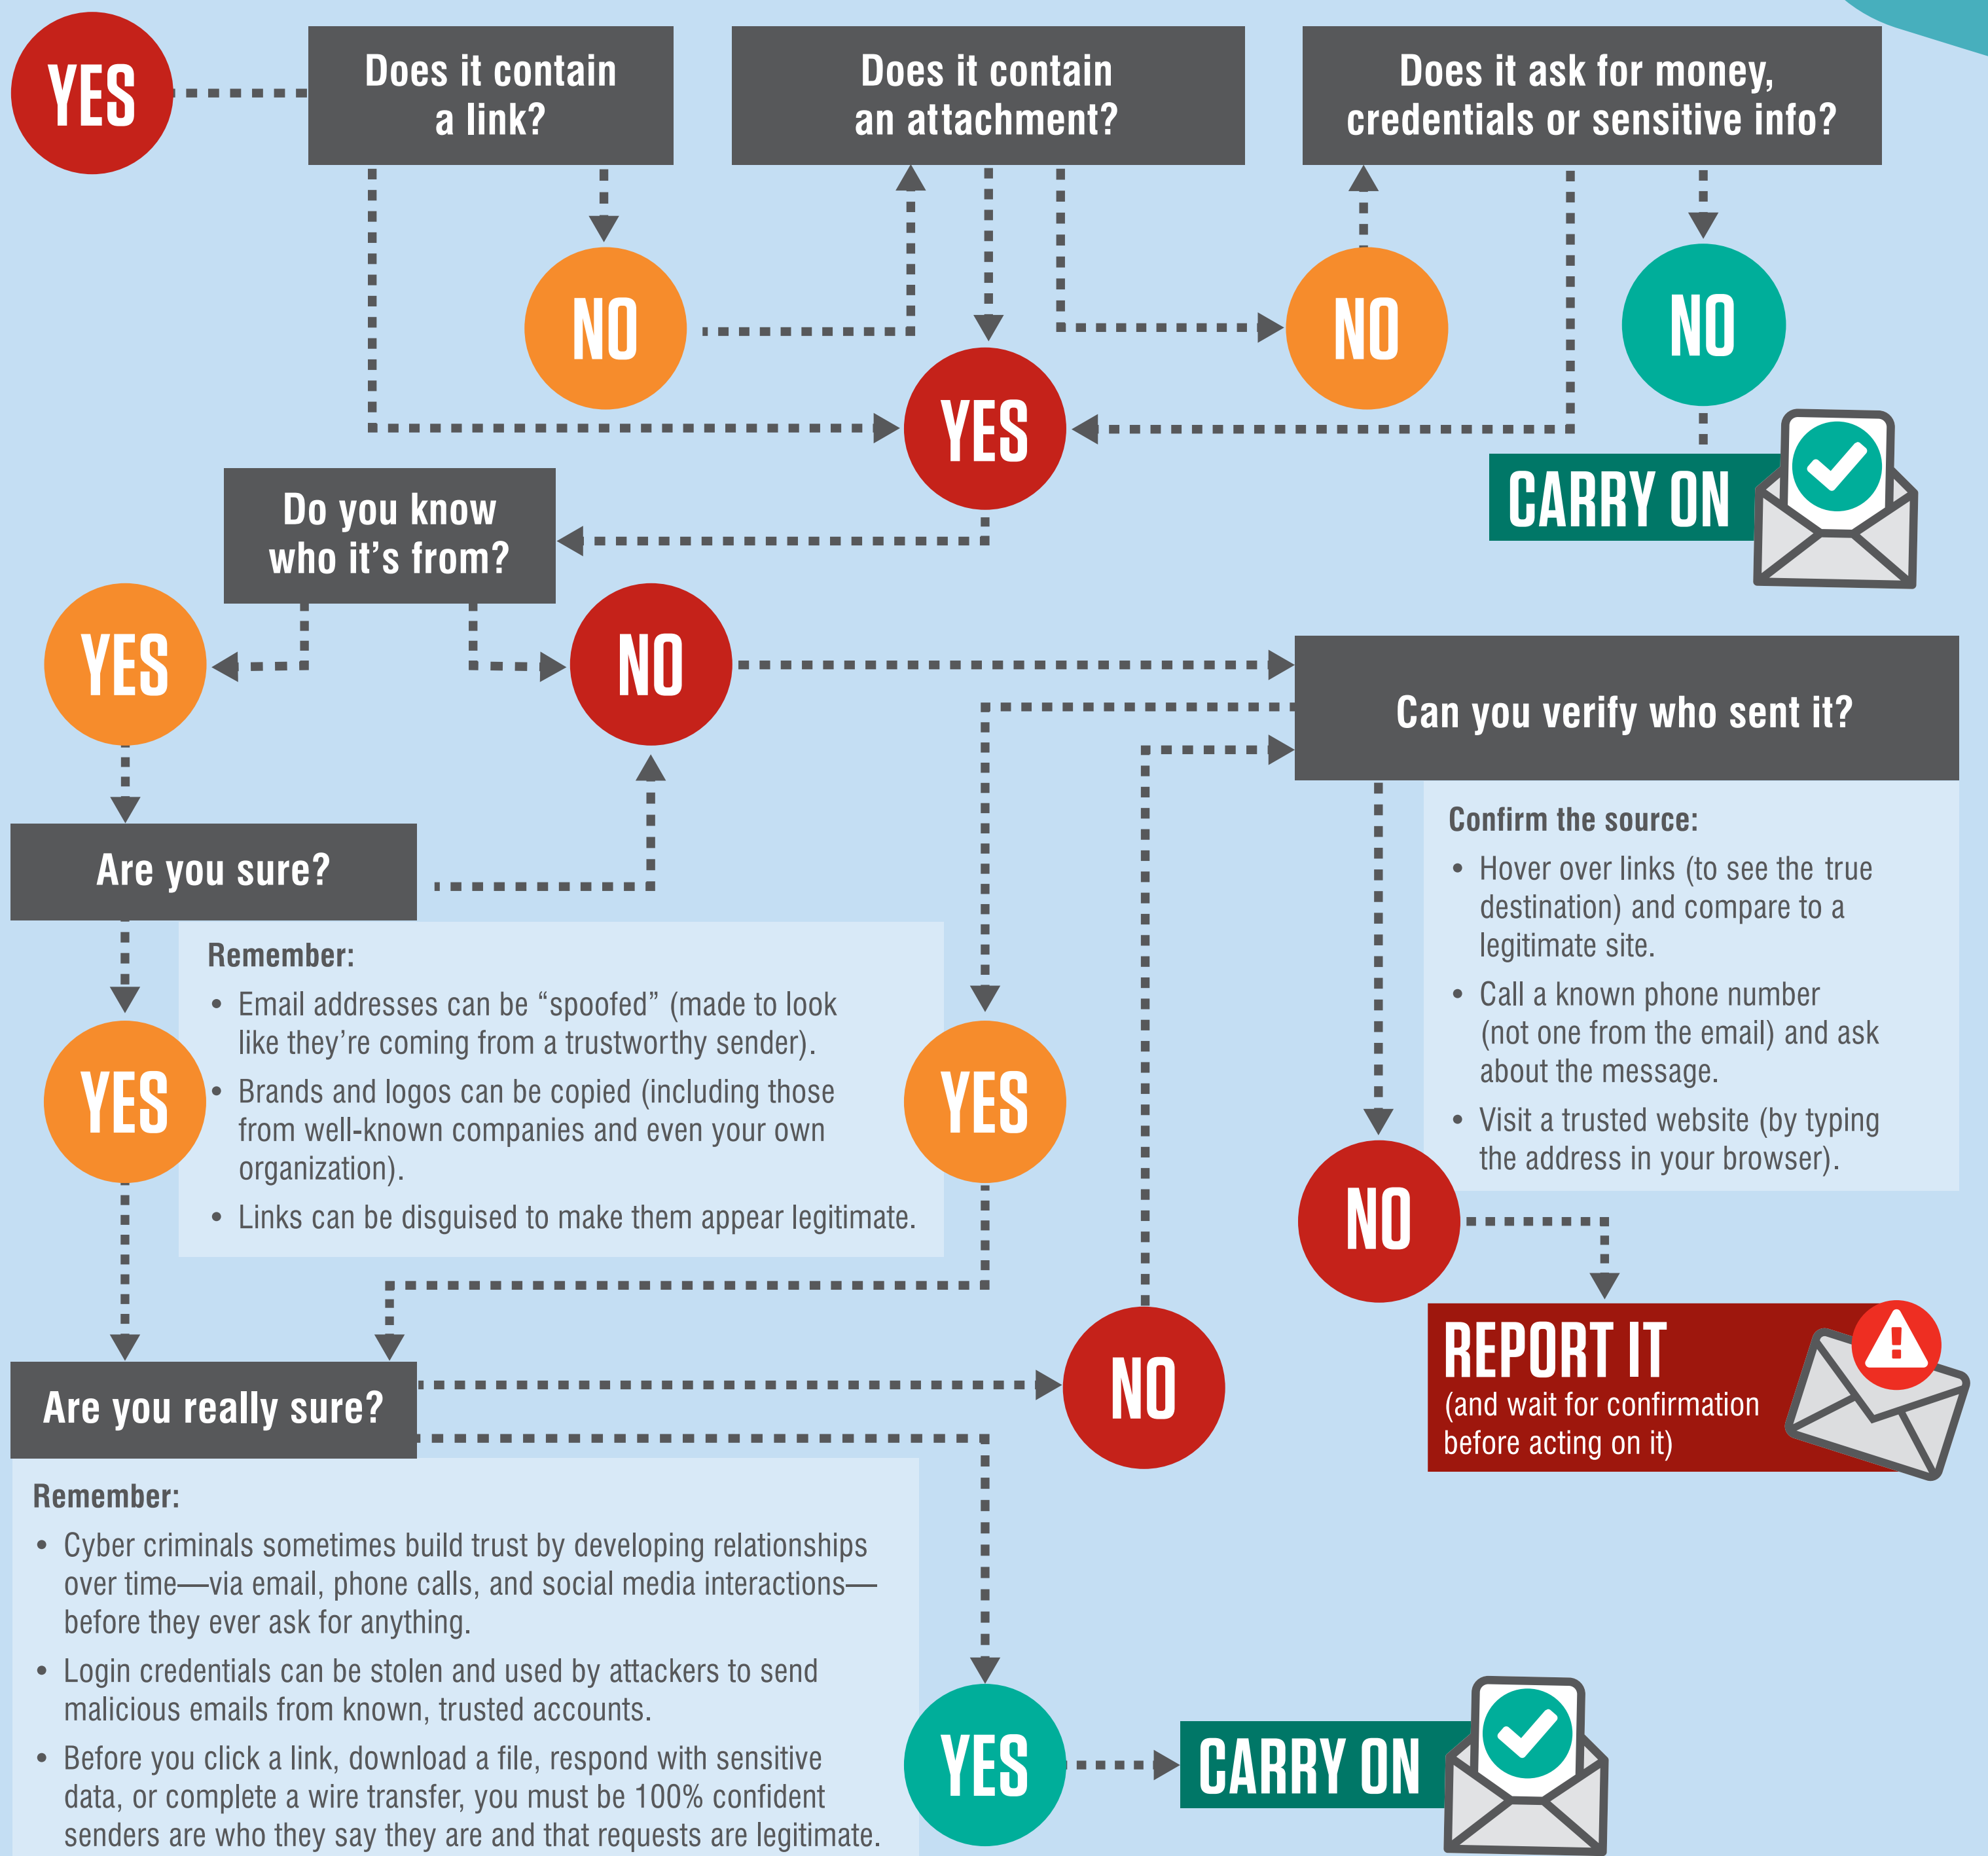 YES
Does it contain
a link?
Does it contain
an attachment?
Does it ask for money,
credentials or sensitive info?
NO
NO
NO
YES
CARRY ON
Do you know
who it's from?
YES
NO
Can you verify who sent it?
Confirm the source:
• Hover over links (to see the true
destination) and compare to a
legitimate site.
• Call a known phone number
(not one from the email) and ask
about the message.
• Visit a trusted website (by typing
the address in your browser).
Are you sure?
Remember:
• Email addresses can be “spoofed” (made to look
like they’re coming from a trustworthy sender).
• Brands and logos can be copied (including those
from well-known companies and even your own
organization).
• Links can be disguised to make them appear legitimate.
YES
YES
NO
REPORT IT
(and wait for confirmation
before acting on it)
Are you really sure?
NO
Remember:
• Cyber criminals sometimes build trust by developing relationships
over time—via email, phone calls, and social media interactions—
before they ever ask for anything.
• Login credentials can be stolen and used by attackers to send
malicious emails from known, trusted accounts.
• Before you click a link, download a file, respond with sensitive
data, or complete a wire transfer, you must be 100% confident
senders are who they say they are and that requests are legitimate.
YES
CARRY ON